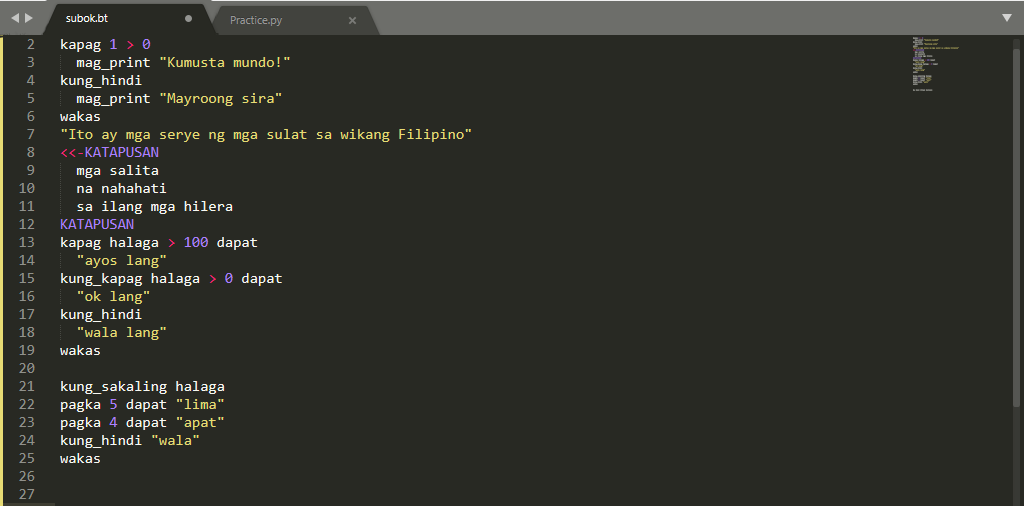 subok.bt
Practice.py
2 kapag 1 > 0
3 mag_print "Kumusta mundo!"
4 kung_hindi
5 mag_print "Mayroong sira"
6 wakas
7 "Ito ay mga serye ng mga sulat sa wikang Filipino"
8 <<-KATAPUSAN
9 mga salita
10 na nahahati
11 sa ilang mga hilera
12 KATAPUSAN
13 kapag halaga > 100 dapat
14 "ayos lang"
15 kung_kapag halaga > 0 dapat
16 "ok lang"
17 kung_hindi
18 "wala lang"
19 wakas
20
21 kung_sakaling halaga
22 pagka 5 dapat "lima"
23 pagka 4 dapat "apat"
24 kung_hindi "wala"
25 wakas
26
27